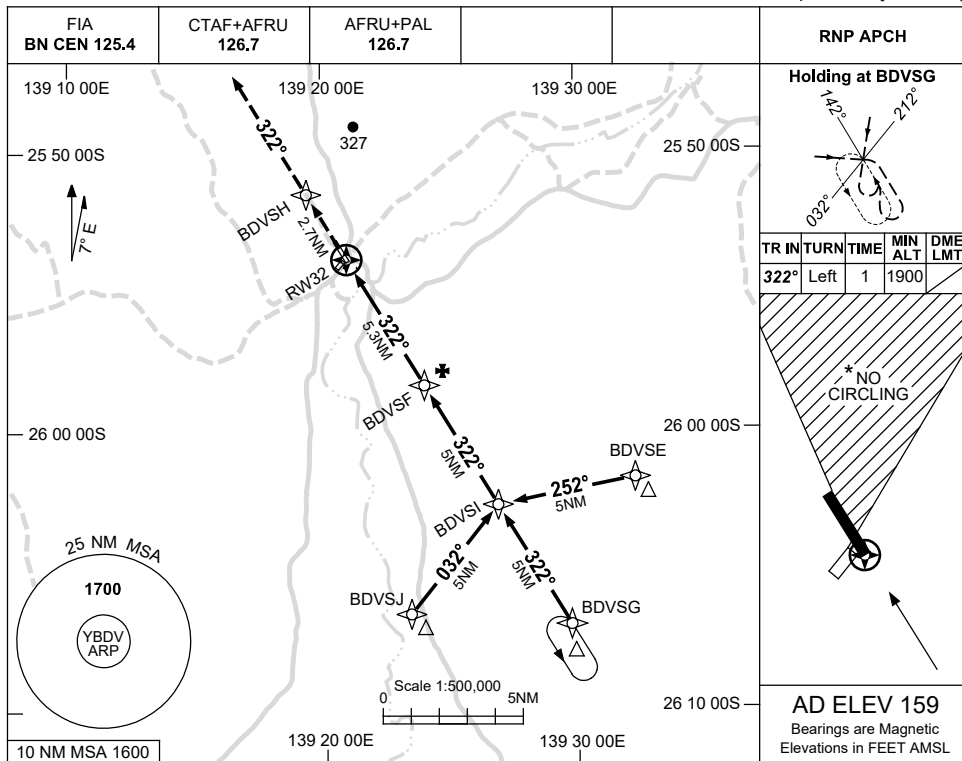 FIA
BN CEN 125.4
CTAF+AFRU
126.7
AFRU+PAL
126.7
RNP APCH
139 10 00E
139 20 00E
139 30 00E
322°
327
25 50 00S
25 50 00S
7° E
BDVSH
2.7NM
RW32
322°
5.3NM
BDVSF
26 00 00S
26 00 00S
322°
5NM
BDVSE
252°
5NM
BDVSI
032°
5NM
322°
5NM
BDVSJ
BDVSG
25 NM MSA
1700
YBDV
ARP
Scale 1:500,000
0
5NM
26 10 00S
139 20 00E
139 30 00E
10 NM MSA 1600
Holding at BDVSG
142°
212°
032°
TR IN TURN TIME MIN ALT DME LMT
322° Left 1 1900
* NO
CIRCLING
AD ELEV 159
Bearings are Magnetic
Elevations in FEET AMSL